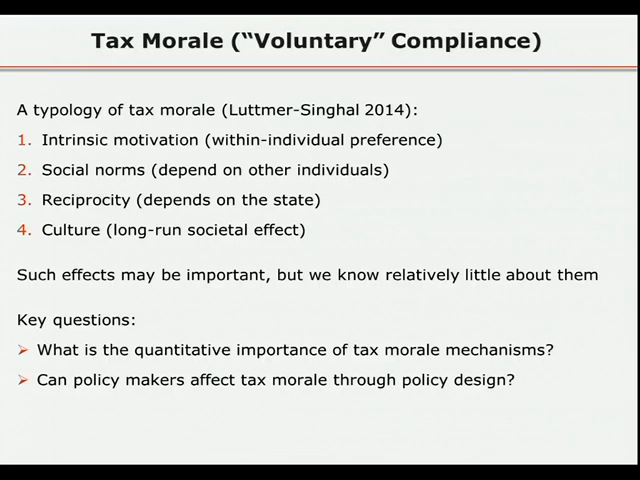 Tax Morale (“Voluntary” Compliance)
A typology of tax morale (Luttmer-Singhal 2014):
1. Intrinsic motivation (within-individual preference)
2. Social norms (depend on other individuals)
3. Reciprocity (depends on the state)
4. Culture (long-run societal effect)
Such effects may be important, but we know relatively little about them
Key questions:
➢ What is the quantitative importance of tax morale mechanisms?
➢ Can policy makers affect tax morale through policy design?